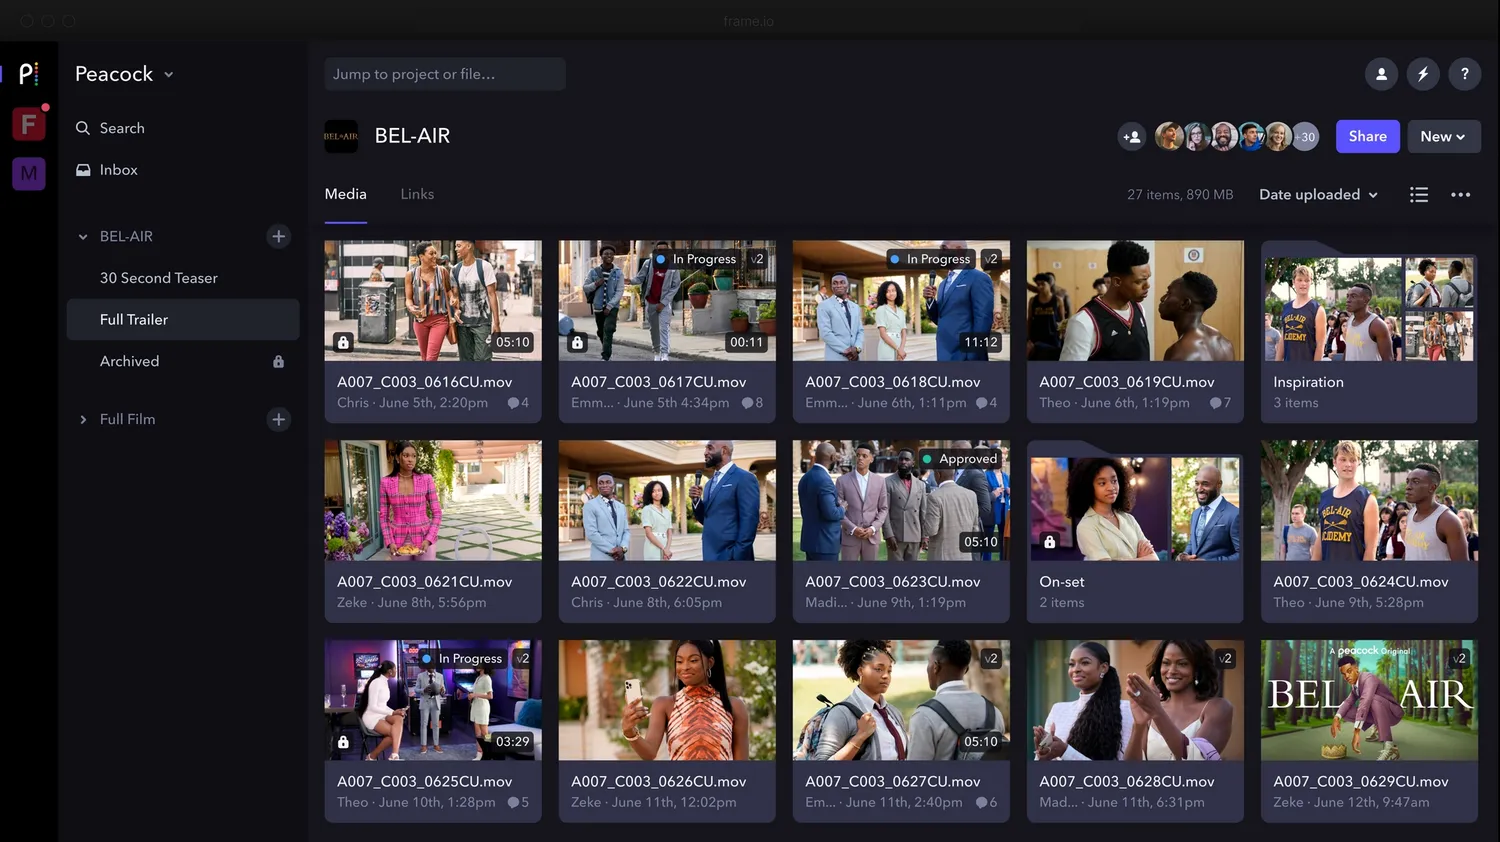 frame.io
Peacock
Jump to project or file...
?
F
M
Search
Inbox
BEL-AIR
BEL-AIR
+30
Share
New
Media
Links
27 items, 890 MB
Date uploaded
BEL-AIR
30 Second Teaser
Full Trailer
Archived
Full Film
05:10
A007_C003_0616CU.mov
Chris · June 5th, 2:20pm 4
In Progress v2
00:11
A007_C003_0617CU.mov
Emm... · June 5th 4:34pm 8
In Progress v2
11:12
A007_C003_0618CU.mov
Emm... · June 6th, 1:11pm 4
A007_C003_0619CU.mov
Theo · June 6th, 1:19pm 7
BEL-AIR
Inspiration
3 items
A007_C003_0621CU.mov
Zeke · June 8th, 5:56pm
A007_C003_0622CU.mov
Chris · June 8th, 6:05pm
Approved
05:10
A007_C003_0623CU.mov
Madi... · June 9th, 1:19pm
On-set
2 items
BEL-AIR
A007_C003_0624CU.mov
Theo · June 9th, 5:28pm
In Progress v2
03:29
A007_C003_0625CU.mov
Theo · June 10th, 1:28pm 5
A007_C003_0626CU.mov
Zeke · June 11th, 12:02pm
v2
05:10
A007_C003_0627CU.mov
Em... · June 11th, 2:40pm 6
v2
A007_C003_0628CU.mov
Mad... · June 11th, 6:31pm
A peacock Original
v2
BEL AIR
A007_C003_0629CU.mov
Zeke · June 12th, 9:47am